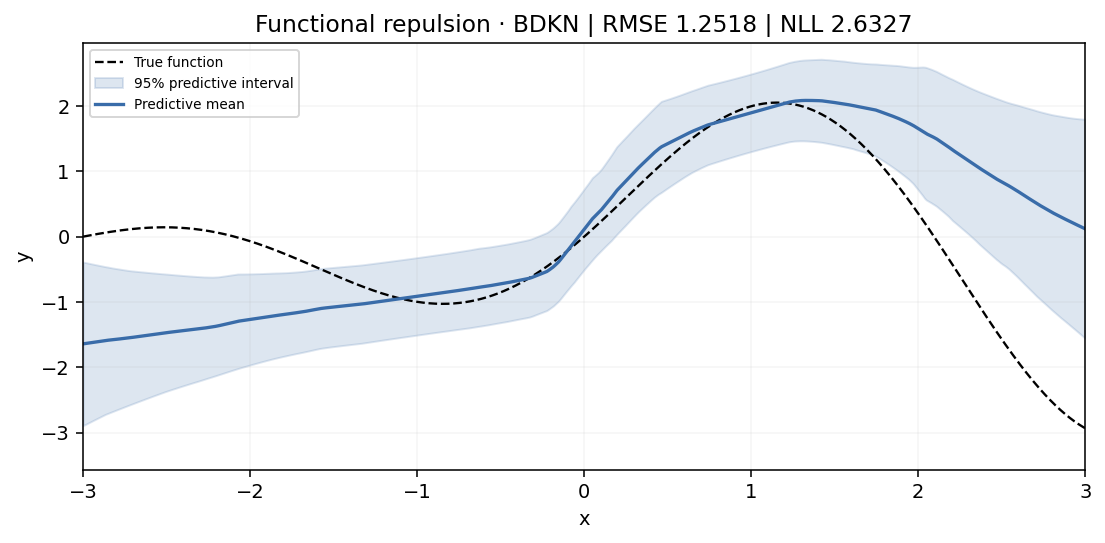 Functional repulsion · BDKN | RMSE 1.2518 | NLL 2.6327
True function
95% predictive interval
Predictive mean
y
2
1
0
−1
−2
−3
−3
−2
−1
0
1
2
3
x